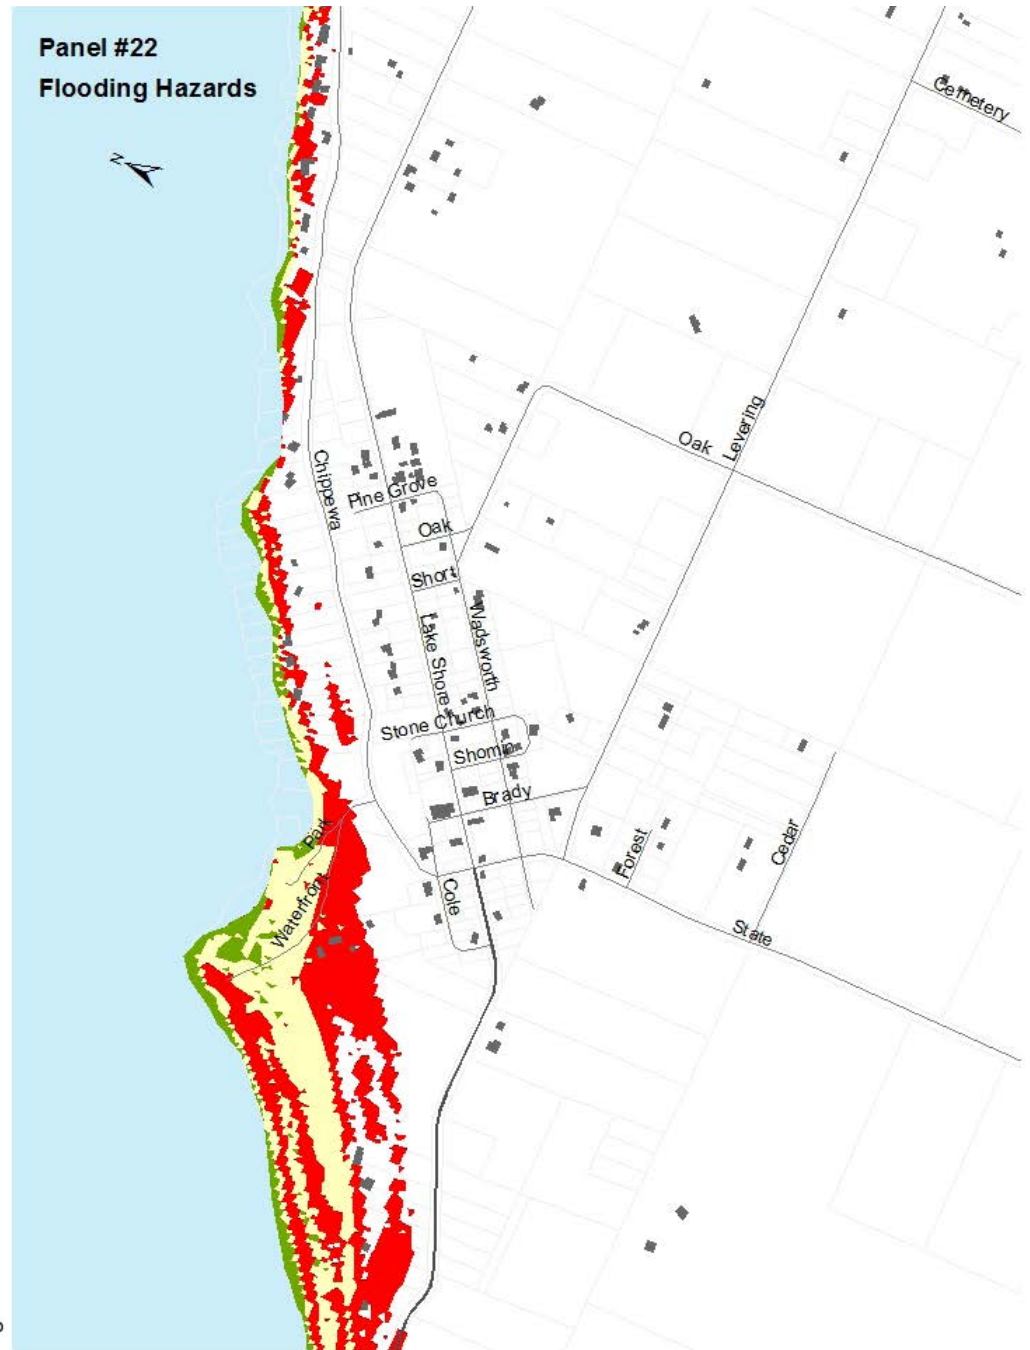 Panel #22
Flooding Hazards
N
Cemetery
Levering
Oak
Chippewa
Pine Grove
Oak
Short
Wadsworth
Lake Shore
Stone Church
Shomin
Brady
Park
Forest
Cedar
Waterfront
Cole
State